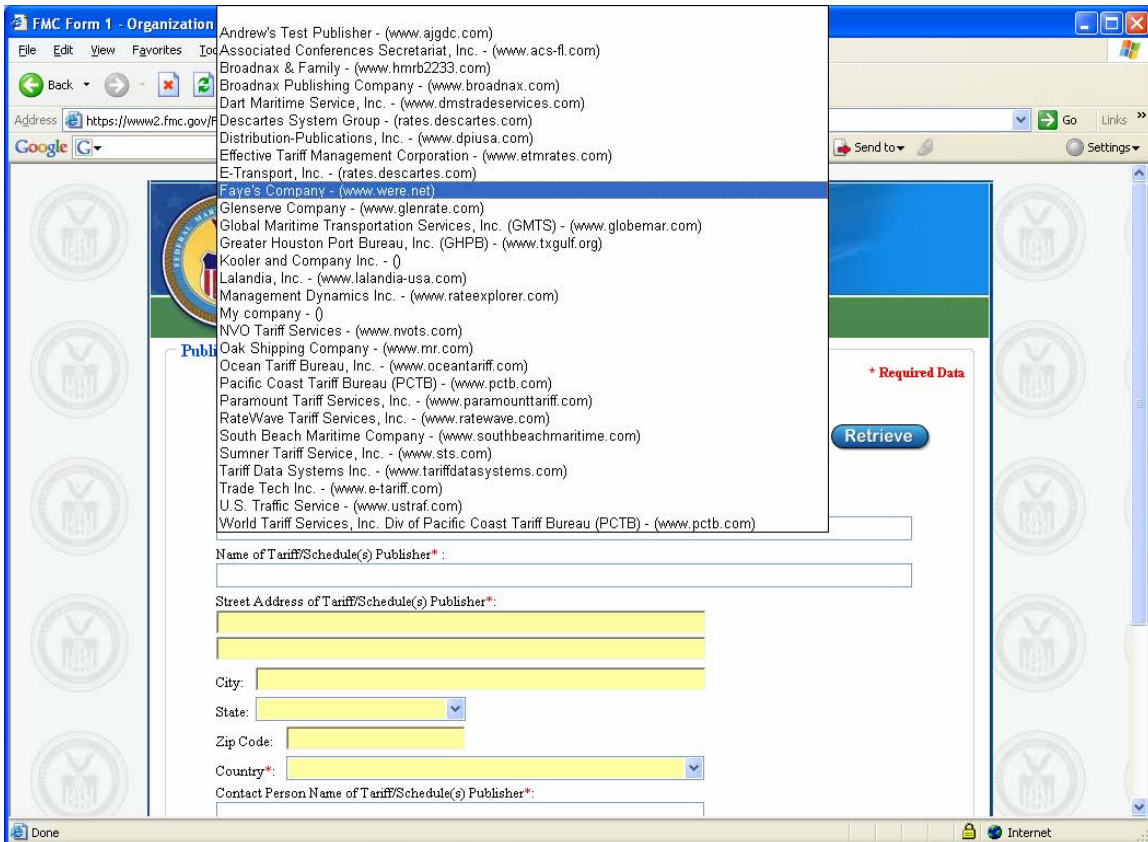 FMC Form 1 - Organization
File Edit View Favorites Too
Back
Address https://www2.fmc.gov/F
Go Links »
Google G
Send to
Settings
Andrew's Test Publisher - (www.ajgdc.com)
Associated Conferences Secretariat, Inc. - (www.acs-fl.com)
Broadnax & Family - (www.hmrb2233.com)
Broadnax Publishing Company - (www.broadnax.com)
Dart Maritime Service, Inc. - (www.dmstradeservices.com)
Descartes System Group - (rates.descartes.com)
Distribution-Publications, Inc. - (www.dpiusa.com)
Effective Tariff Management Corporation - (www.etmrates.com)
E-Transport, Inc. - (rates.descartes.com)
Faye's Company - (www.were.net)
Glenserve Company - (www.glenrate.com)
Global Maritime Transportation Services, Inc. (GMTS) - (www.globemar.com)
Greater Houston Port Bureau, Inc. (GHPB) - (www.txgulf.org)
Kooler and Company Inc. - ()
Lalandia, Inc. - (www.lalandia-usa.com)
Management Dynamics Inc. - (www.rateexplorer.com)
My company - ()
NVO Tariff Services - (www.nvots.com)
Oak Shipping Company - (www.mr.com)
Ocean Tariff Bureau, Inc. - (www.oceantariff.com)
Pacific Coast Tariff Bureau (PCTB) - (www.pctb.com)
Paramount Tariff Services, Inc. - (www.paramounttariff.com)
RateWave Tariff Services, Inc. - (www.ratewave.com)
South Beach Maritime Company - (www.southbeachmaritime.com)
Sumner Tariff Service, Inc. - (www.sts.com)
Tariff Data Systems Inc. - (www.tariffdatasystems.com)
Trade Tech Inc. - (www.e-tariff.com)
U.S. Traffic Service - (www.ustraf.com)
World Tariff Services, Inc. Div of Pacific Coast Tariff Bureau (PCTB) - (www.pctb.com)
Publi
* Required Data
Retrieve
Name of Tariff/Schedule(s) Publisher* :
Street Address of Tariff/Schedule(s) Publisher*:
City:
State:
Zip Code:
Country*:
Contact Person Name of Tariff/Schedule(s) Publisher*:
Done
Internet